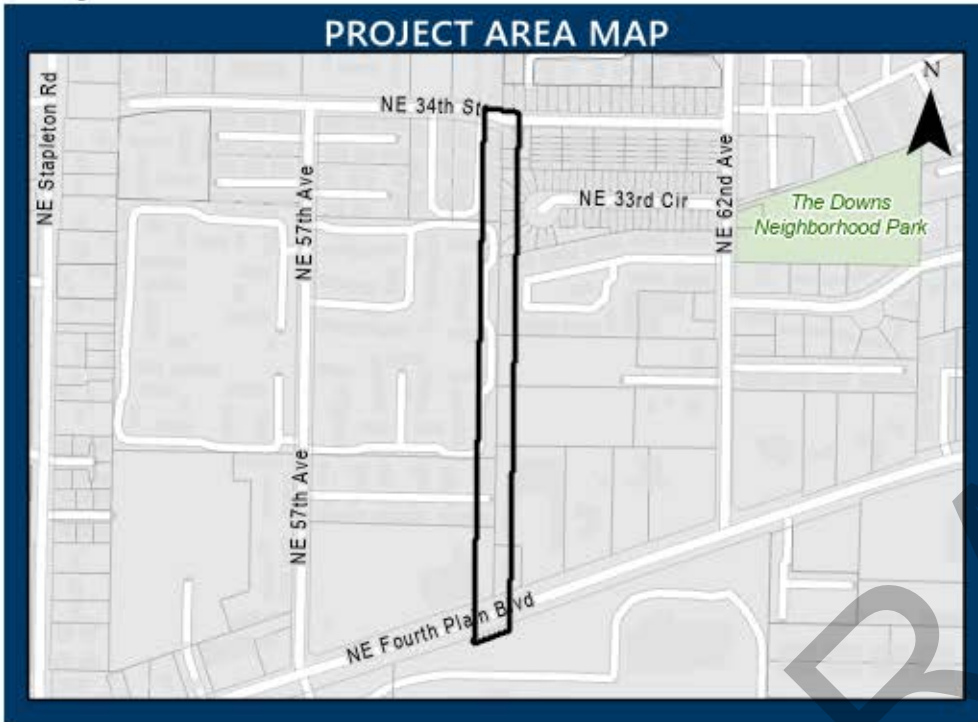 PROJECT AREA MAP
NE Stapleton Rd
NE 34th St
N
NE 57th Ave
NE 62nd Ave
NE 33rd Cir
The Downs
Neighborhood Park
NE 57th Ave
NE Fourth Plain Blvd